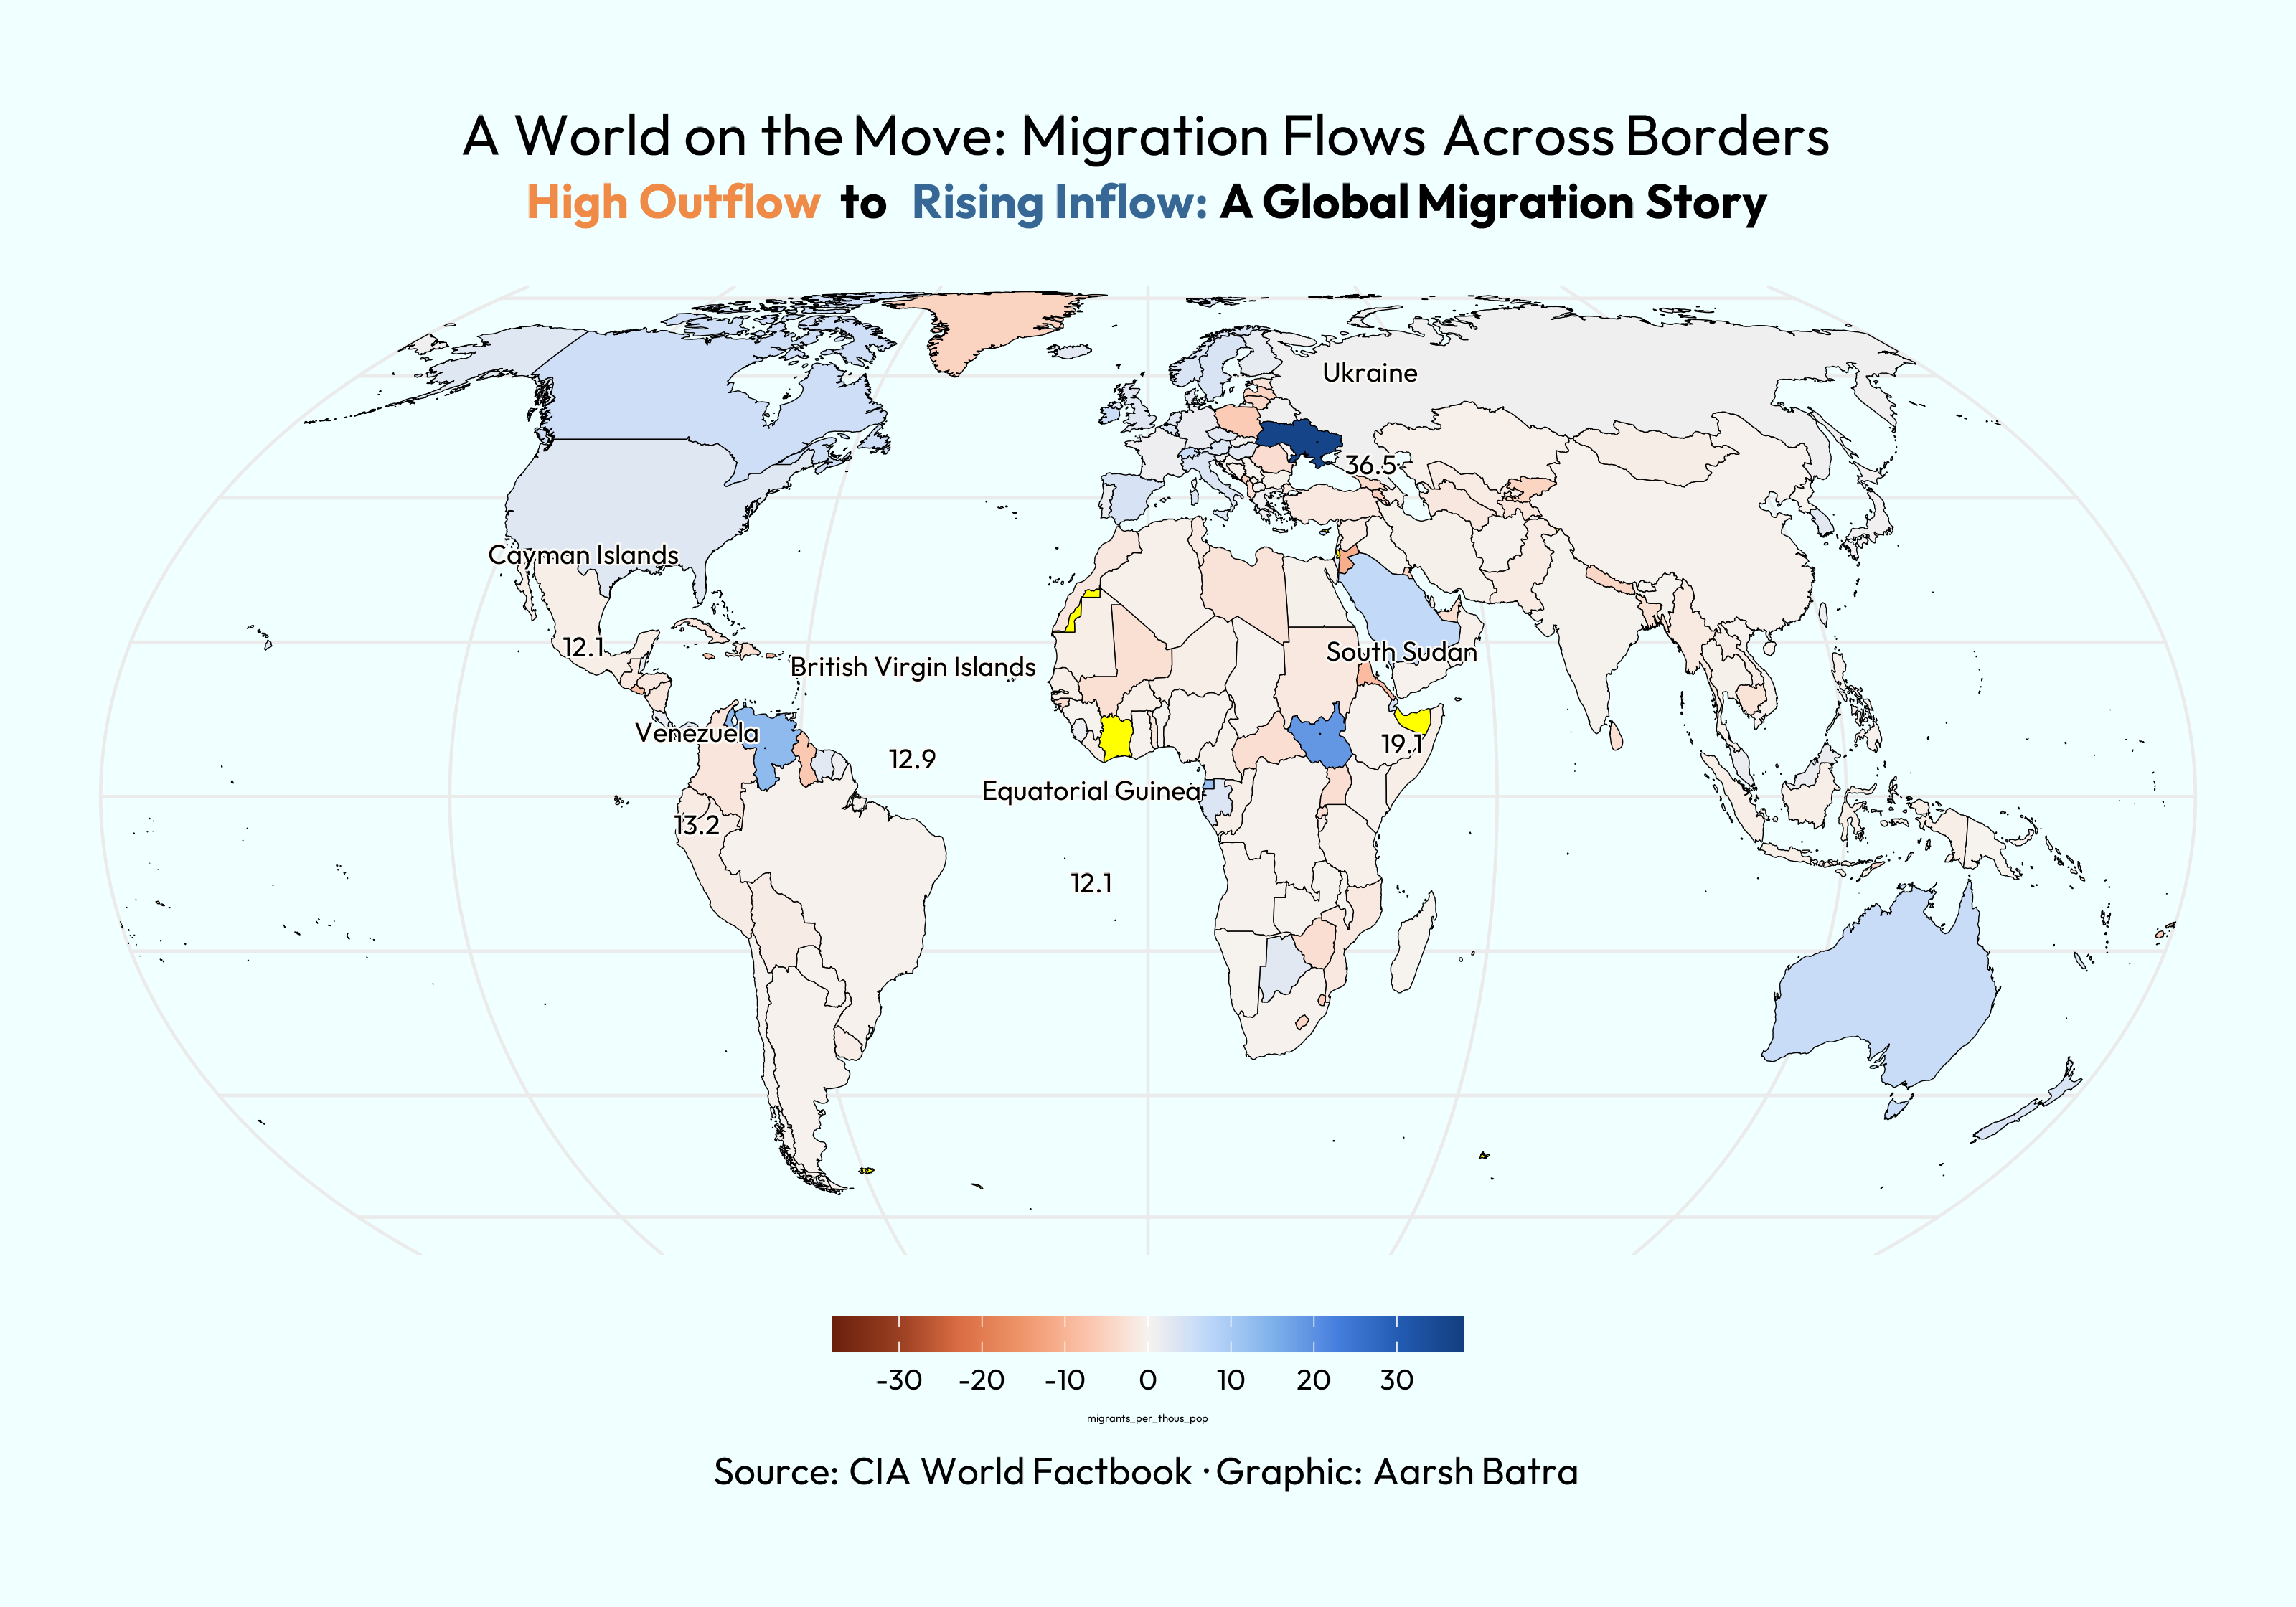 A World on the Move: Migration Flows Across Borders
High Outflow to Rising Inflow: A Global Migration Story
Ukraine
36.5
Cayman Islands
12.1
British Virgin Islands
South Sudan
Venezuela
19.1
12.9
Equatorial Guinea
13.2
12.1
-30 -20 -10 0 10 20 30
migrants_per_thous_pop
Source: CIA World Factbook · Graphic: Aarsh Batra